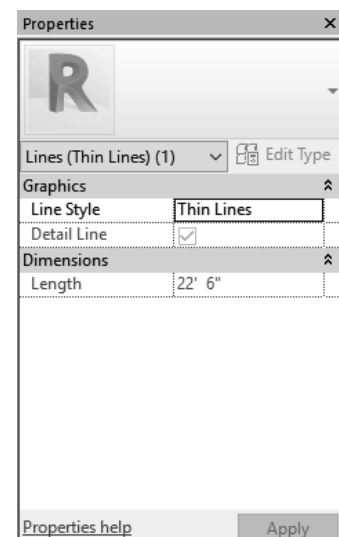 Properties
R
Lines (Thin Lines) (1) Edit Type
Graphics
Line Style Thin Lines
Detail Line
Dimensions
Length 22' 6"
Properties help Apply